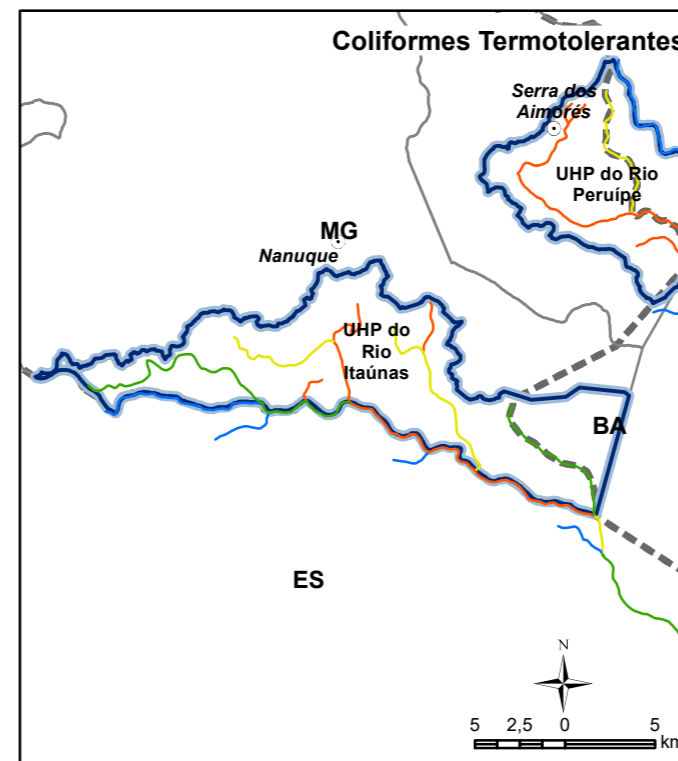 Coliformes Termotolerantes
Serra dos
Aimorés
UHP do Rio
Peruípe
MG
Nanuque
UHP do
Rio
Itaúnas
BA
ES
N
5 2,5 0 5
km